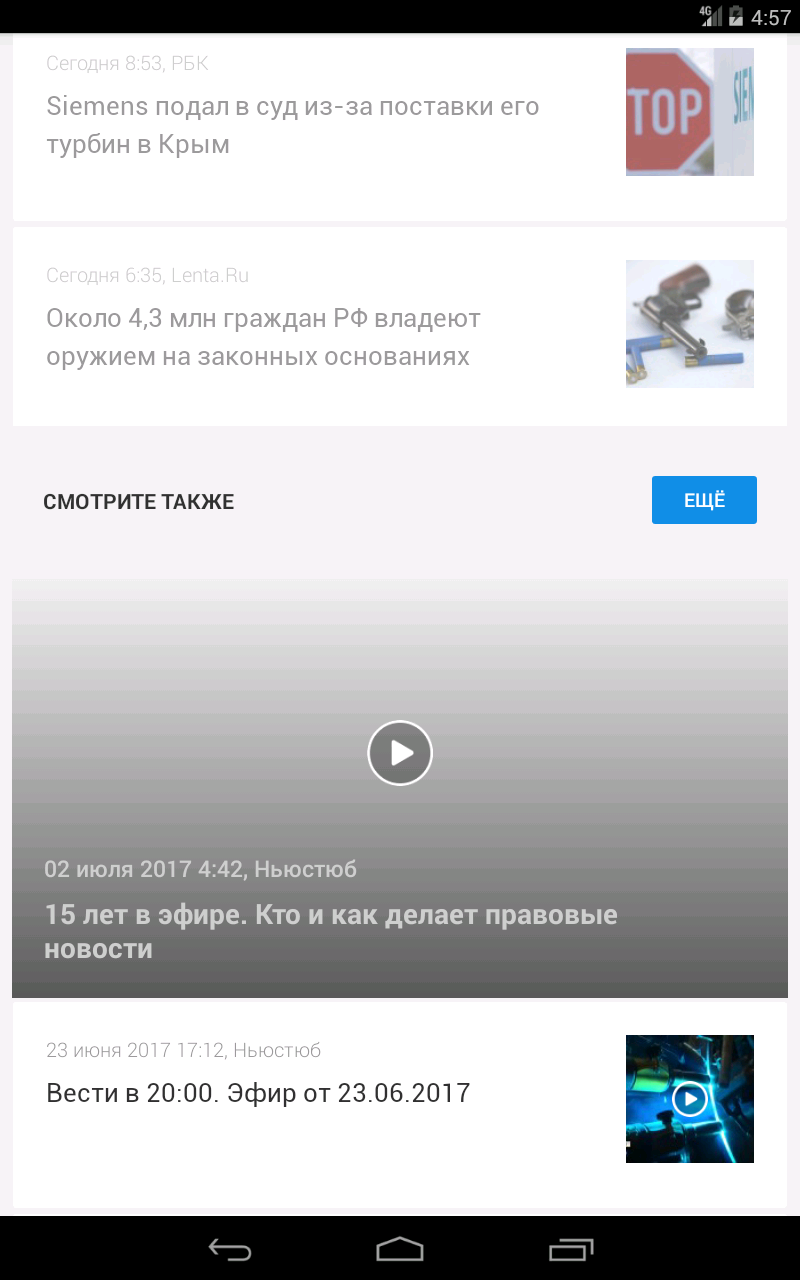 4G 4:57
Сегодня 8:53, РБК
Siemens подал в суд из-за поставки его
турбин в Крым
TOP
SIEN
Сегодня 6:35, Lenta.Ru
Около 4,3 млн граждан РФ владеют
оружием на законных основаниях
СМОТРИТЕ ТАКЖЕ
ЕЩЁ
02 июля 2017 4:42, Ньюстюб
15 лет в эфире. Кто и как делает правовые
новости
23 июня 2017 17:12, Ньюстюб
Вести в 20:00. Эфир от 23.06.2017